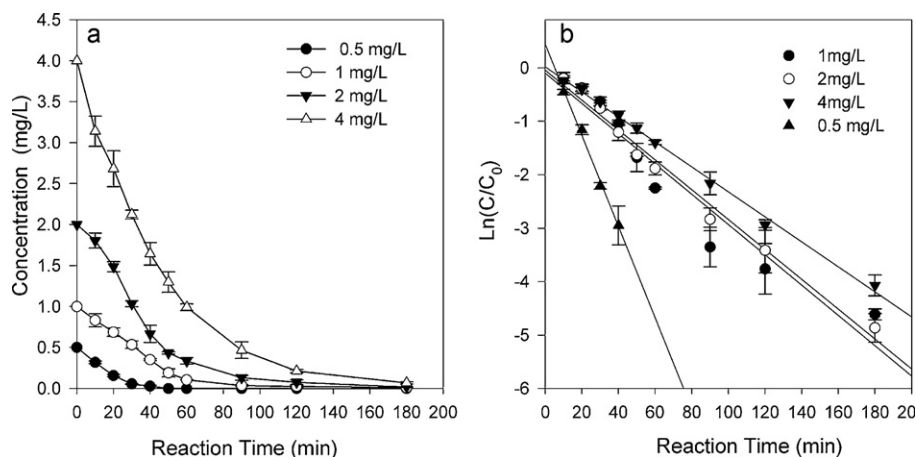 a
0.5 mg/L
1 mg/L
2 mg/L
4 mg/L
Concentration (mg/L)
4.5
4.0
3.5
3.0
2.5
2.0
1.5
1.0
0.5
0.0
0 20 40 60 80 100 120 140 160 180 200
Reaction Time (min)
b
1mg/L
2mg/L
4mg/L
0.5 mg/L
Ln(C/C0)
0
-1
-2
-3
-4
-5
-6
0 20 40 60 80 100 120 140 160 180 20
Reaction Time (min)